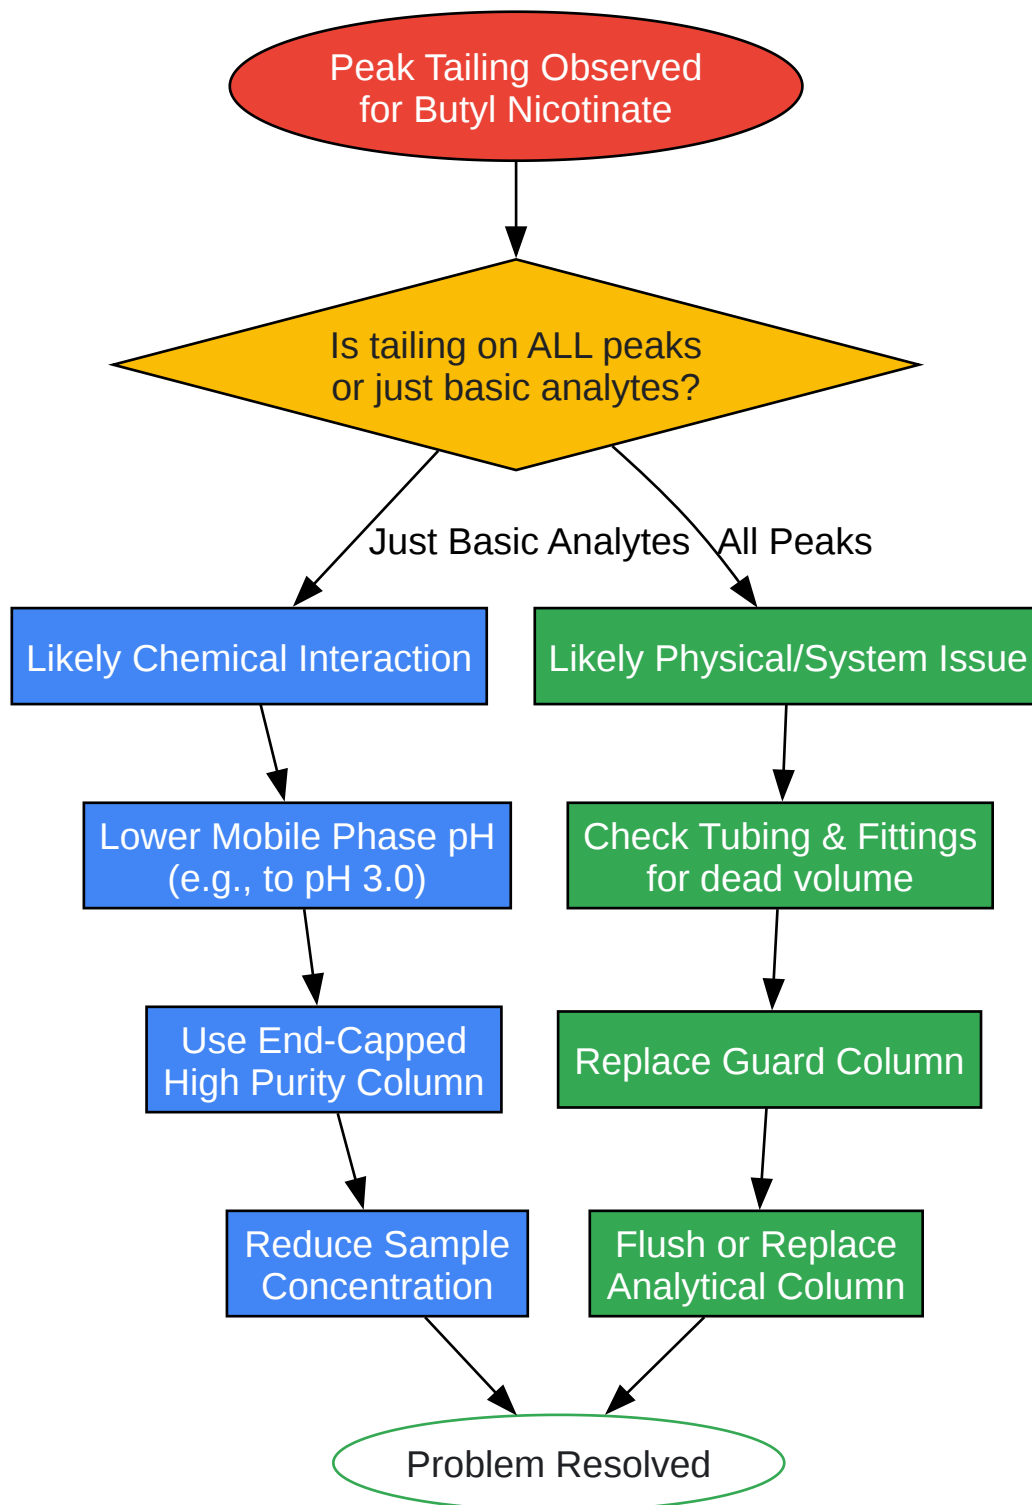 Peak Tailing Observed
for Butyl Nicotinate
Is tailing on ALL peaks
or just basic analytes?
Just Basic Analytes
All Peaks
Likely Chemical Interaction
Likely Physical/System Issue
Lower Mobile Phase pH
(e.g., to pH 3.0)
Check Tubing & Fittings
for dead volume
Use End-Capped
High Purity Column
Replace Guard Column
Reduce Sample
Concentration
Flush or Replace
Analytical Column
Problem Resolved